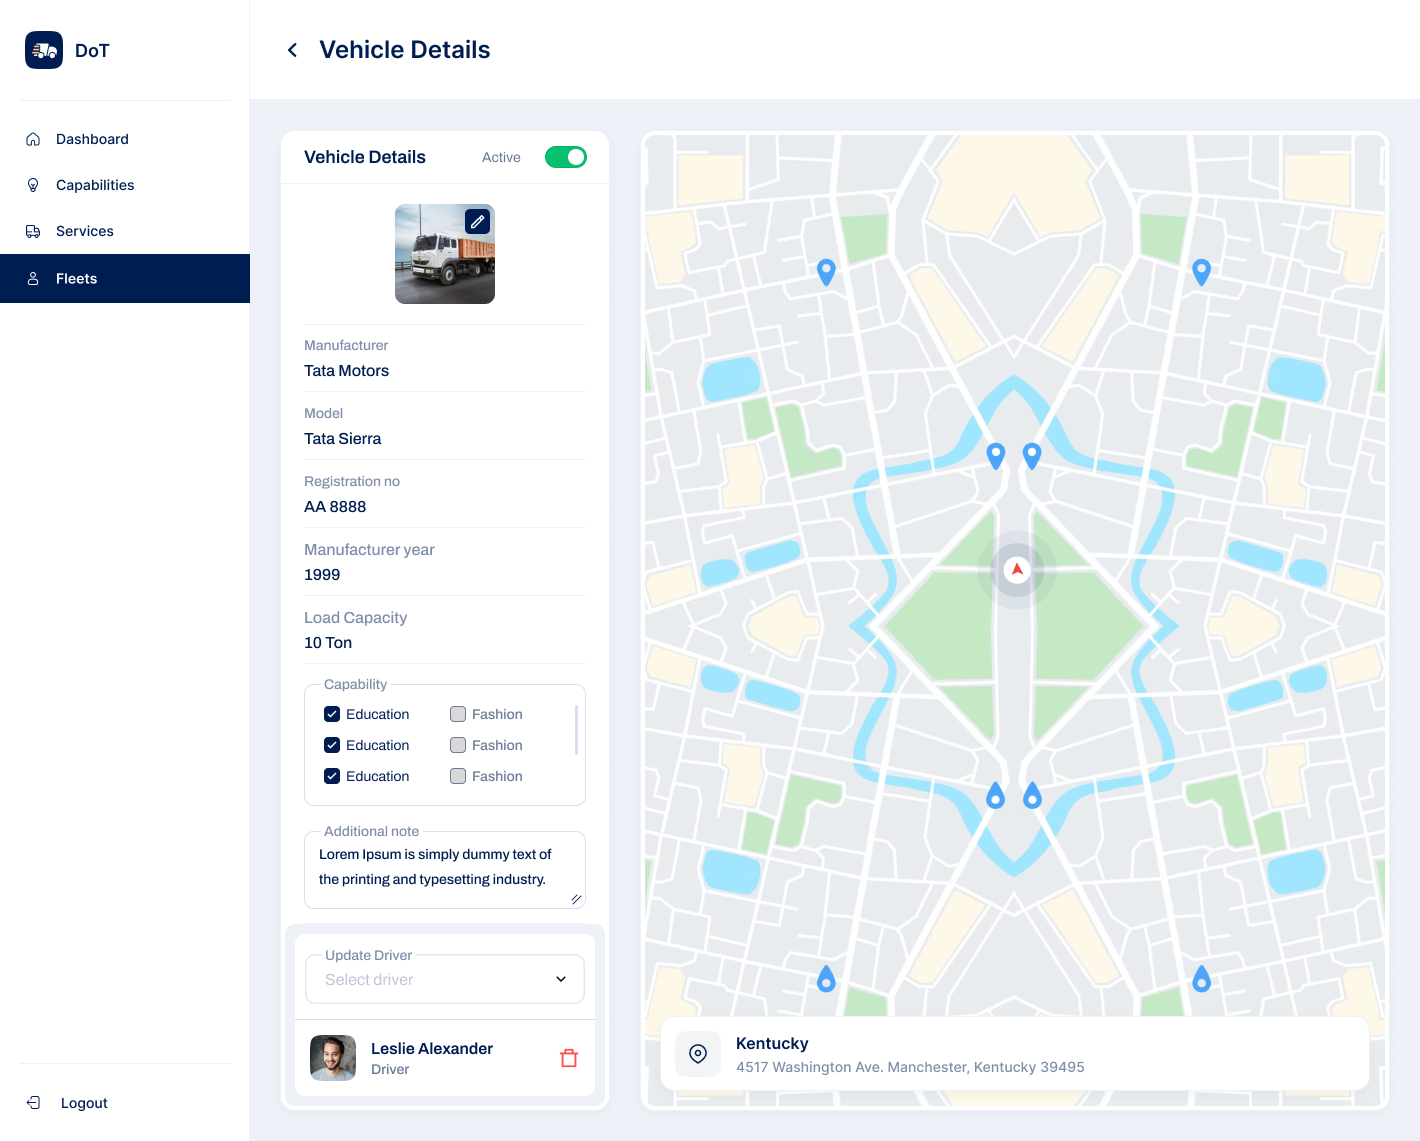 DoT
Dashboard
Capabilities
Services
Fleets
Logout
Vehicle Details
Vehicle Details
Active
Manufacturer
Tata Motors
Model
Tata Sierra
Registration no
AA 8888
Manufacturer year
1999
Load Capacity
10 Ton
Capability
Education Fashion
Education Fashion
Education Fashion
Additional note
Lorem Ipsum is simply dummy text of
the printing and typesetting industry.
Update Driver
Select driver
Leslie Alexander
Driver
Kentucky
4517 Washington Ave. Manchester, Kentucky 39495